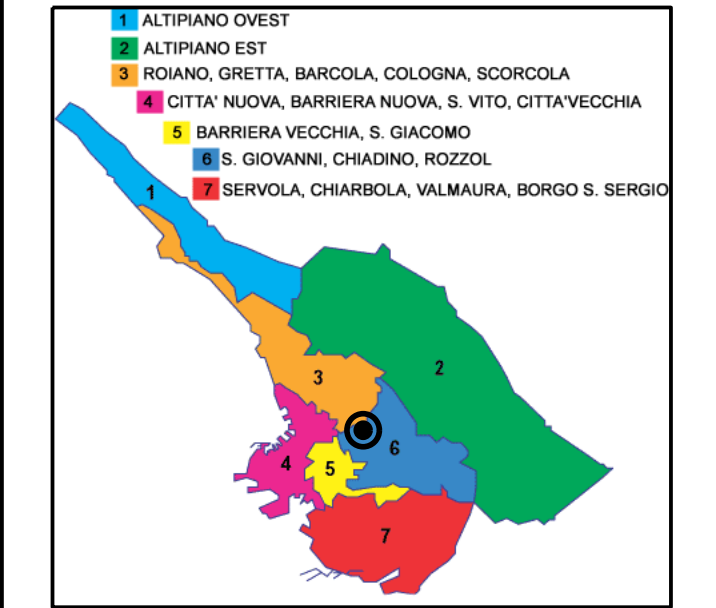 1 ALTIPIANO OVEST
2 ALTIPIANO EST
3 ROIANO, GRETTA, BARCOLA, COLOGNA, SCORCOLA
4 CITTA' NUOVA, BARRIERA NUOVA, S. VITO, CITTA'VECCHIA
5 BARRIERA VECCHIA, S. GIACOMO
6 S. GIOVANNI, CHIADINO, ROZZOL
7 SERVOLA, CHIARBOLA, VALMAURA, BORGO S. SERGIO
1
2
3
6
4
5
7